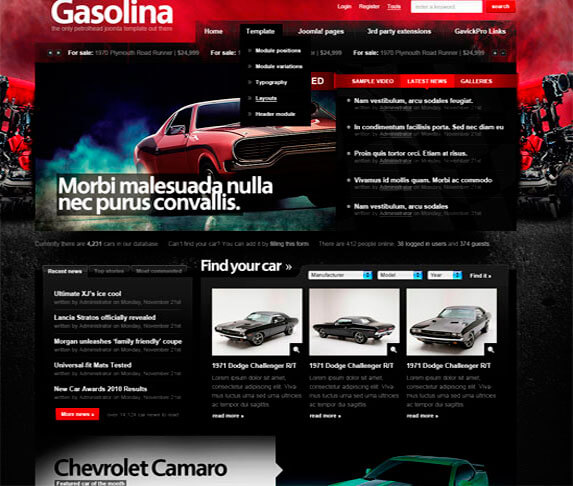 Gasolina
the only petrolhead joomla template out there
Login Register Tools
enter a keyword search
Home Template Joomla! pages 3rd party extensions GavickPro Links
For sale: 1970 Plymouth Road Runner | $24,999 For sale: 1970 Plymouth Road Runner | $24,999
Module positions
Module variations
Typography
Layouts
Header module
ED
SAMPLE VIDEO LATEST NEWS GALLERIES
Nam vestibulum, arcu sodales feugiat.
written by Administrator on Monday, November 21st
In condimentum facilisis porta. Sed nec diam eu
written by Administrator on Monday, November 21st
Proin quis tortor orci. Etiam at risus.
written by Administrator on Monday, November 21st
Vivamus id mollis quam. Morbi ac commodo
written by Administrator on Monday, November 21st
Nam vestibulum, arcu sodales
written by Administrator on Monday, November 21st
Morbi malesuada nulla
nec purus convallis.
Currently there are 4,231 cars in our database Can't find your car? You can add it by filling this form. There are 412 people online: 38 logged in users and 374 guests.
Recent news Top stories Most commented
Ultimate XJ's ice cool
written by Administrator on Monday, November 21st
Lancia Stratos officially revealed
written by Administrator on Monday, November 21st
Morgan unleashes 'family friendly' coupe
written by Administrator on Monday, November 21st
Universal fit Mats Tested
written by Administrator on Monday, November 21st
New Car Awards 2010 Results
written by Administrator on Monday, November 21st
More news » over 14,124 car news to read
Find your car »
Manufacturer Model Year Find it »
1971 Dodge Challenger R/T
Lorem ipsum dolor sit amet,
consectetur adipiscing elit. Viva
mus luctus urna sed urna ultricies
ac tempor dui sagittis.
read more »
1971 Dodge Challenger R/T
Lorem ipsum dolor sit amet,
consectetur adipiscing elit. Viva
mus luctus urna sed urna ultricies
ac tempor dui sagittis.
read more »
1971 Dodge Challenger R/T
Lorem ipsum dolor sit amet,
consectetur adipiscing elit. Viva
mus luctus urna sed urna ultricies
ac tempor dui sagittis.
read more »
Chevrolet Camaro
Featured car of the month